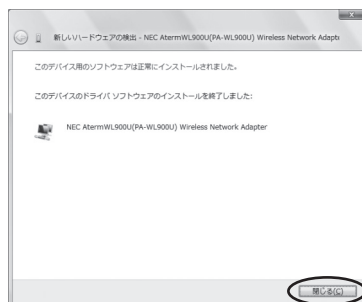 新しいハードウェアの検出 - NEC AtermWL900U(PA-WL900U) Wireless Network Adapte
このデバイス用のソフトウェアは正常にインストールされました。
このデバイスのドライバ ソフトウェアのインストールを終了しました:
NEC AtermWL900U(PA-WL900U) Wireless Network Adapter
閉じる(C)